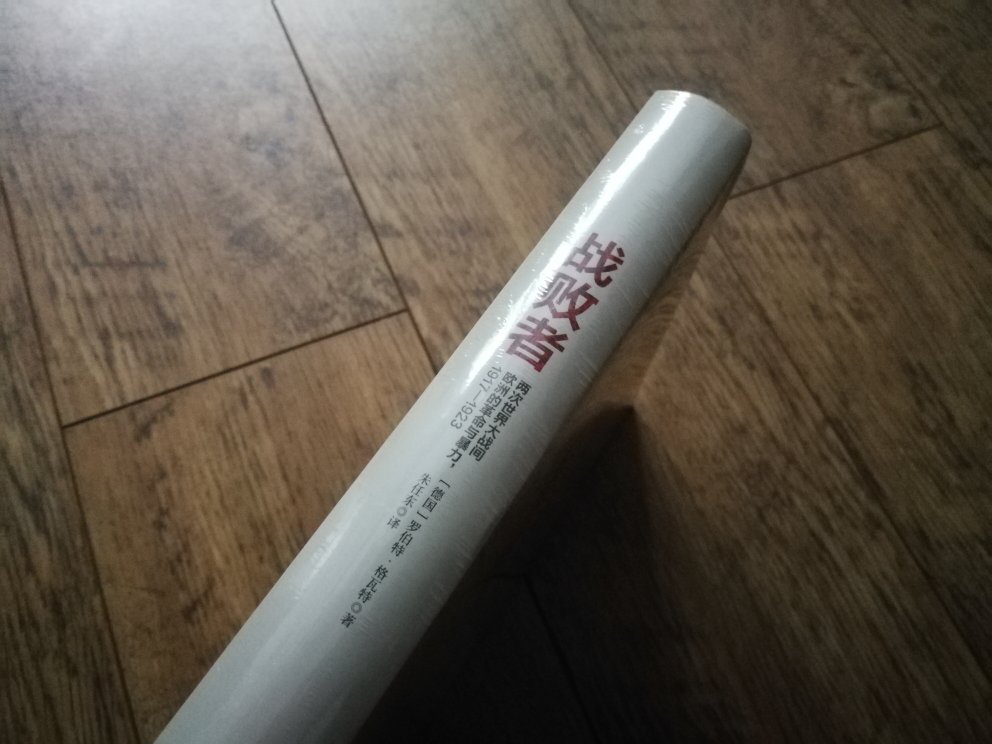 战败者
两次世界大战间
欧洲的革命与暴力，
1917—1923
［德国］罗伯特·格瓦特◎著
朱任东◎译